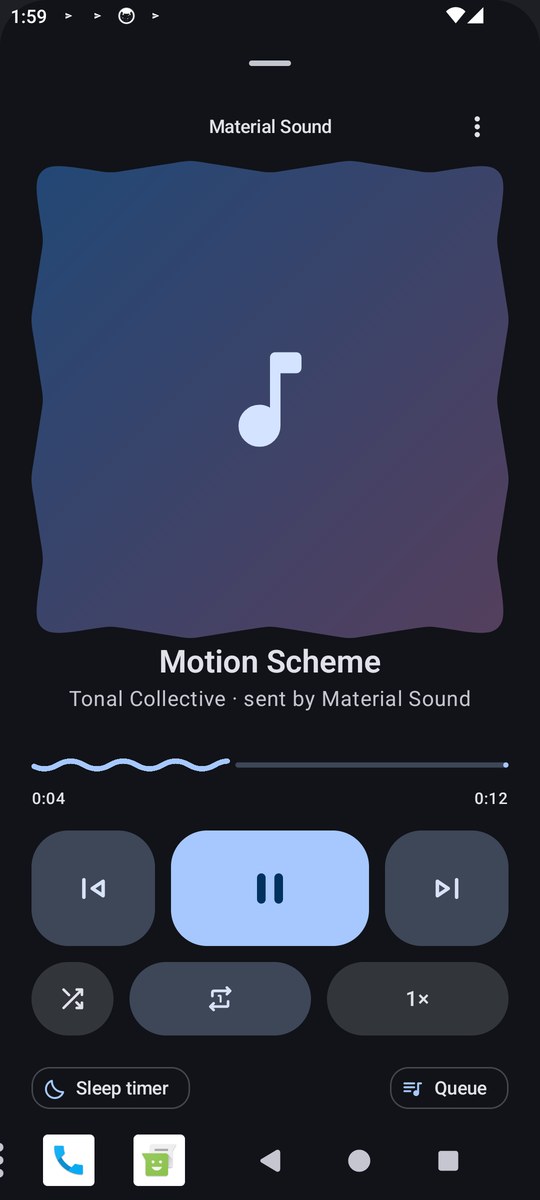 1:59
Material Sound
Motion Scheme
Tonal Collective · sent by Material Sound
0:04
0:12
1
1×
Sleep timer
Queue